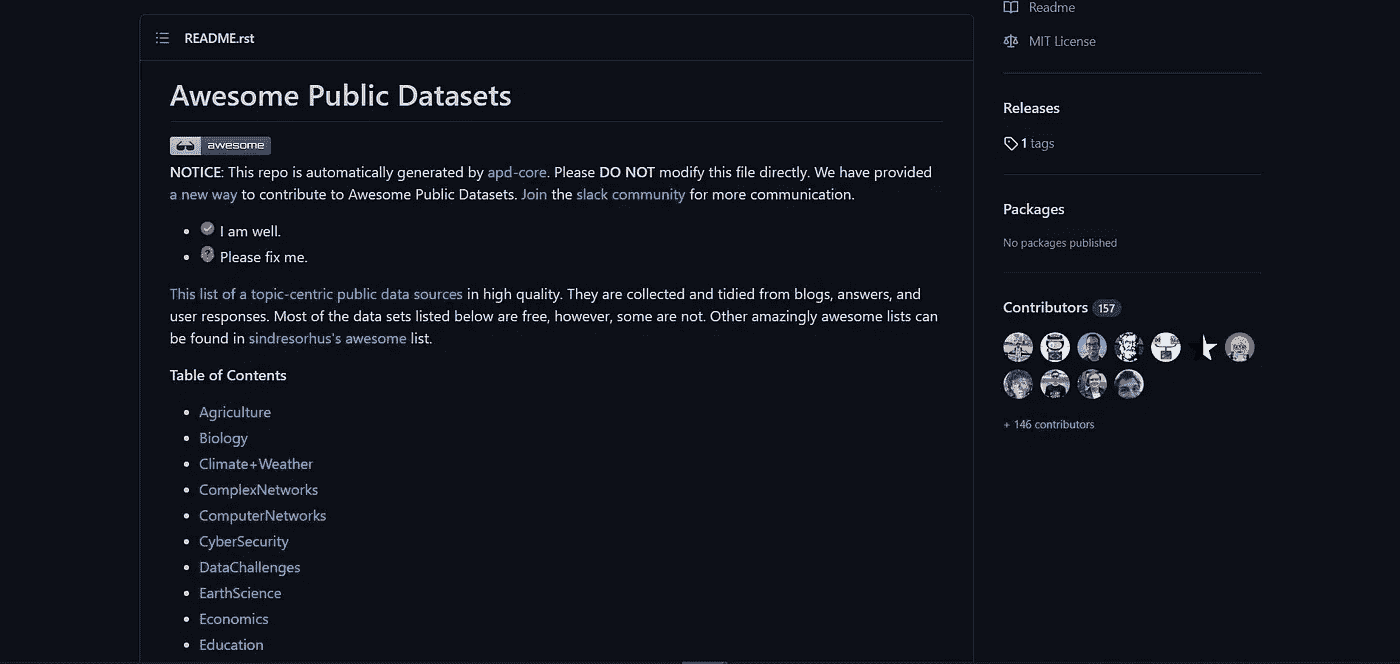 README.rst
Awesome Public Datasets
awesome
NOTICE: This repo is automatically generated by apd-core. Please DO NOT modify this file directly. We have provided
a new way to contribute to Awesome Public Datasets. Join the slack community for more communication.
I am well.
Please fix me.
This list of a topic-centric public data sources in high quality. They are collected and tidied from blogs, answers, and
user responses. Most of the data sets listed below are free, however, some are not. Other amazingly awesome lists can
be found in sindresorhus's awesome list.
Table of Contents
Agriculture
Biology
Climate+Weather
ComplexNetworks
ComputerNetworks
CyberSecurity
DataChallenges
EarthScience
Economics
Education
Readme
MIT License
Releases
1 tags
Packages
No packages published
Contributors 157
+ 146 contributors